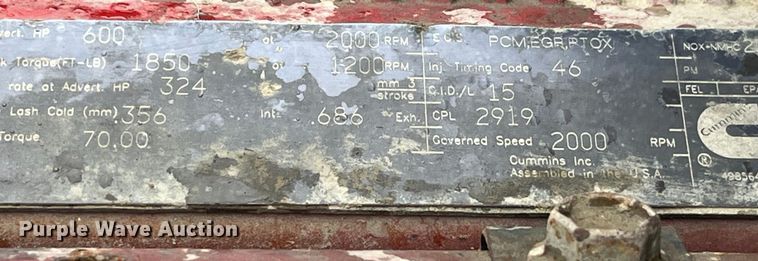 vert. HP 600 at 2000 RPM
k Torque(FT-LB) 1850 at 1200 RPM
rate at Advert. HP 324 mm 3 stroke
Lash Cold (mm) .356 Int. .686 Exh.
Torque 70.00
E.C.S. PCM,EGR,PTOX
Inj. Timing Code 46
C.I.D./L 15
CPL 2919
Governed Speed 2000 RPM
Cummins Inc.
Assembled in the U.S.A.
NOX+NMHC 2
PM
FEL EPA
Cummins
®
498564
Purple Wave Auction